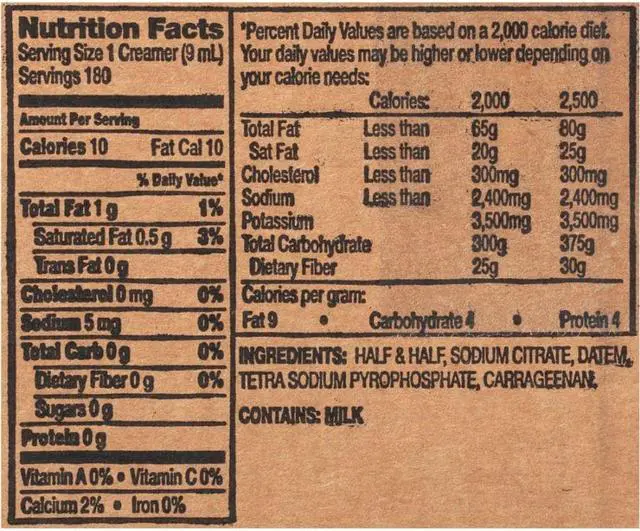 Nutrition Facts
Serving Size 1 Creamer (9 mL)
Servings 180
Amount Per Serving
Calories 10 Fat Cal 10
% Daily Value*
Total Fat 1 g 1%
Saturated Fat 0.5 g 3%
Trans Fat 0 g
Cholesterol 0 mg 0%
Sodium 5 mg 0%
Total Carb 0 g 0%
Dietary Fiber 0 g 0%
Sugars 0 g
Protein 0 g
Vitamin A 0% • Vitamin C 0%
Calcium 2% • Iron 0%
*Percent Daily Values are based on a 2,000 calorie diet.
Your daily values may be higher or lower depending on
your calorie needs:
Calories: 2,000 2,500
Total Fat Less than 65g 80g
Sat Fat Less than 20g 25g
Cholesterol Less than 300mg 300mg
Sodium Less than 2,400mg 2,400mg
Potassium 3,500mg 3,500mg
Total Carbohydrate 300g 375g
Dietary Fiber 25g 30g
Calories per gram:
Fat 9 • Carbohydrate 4 • Protein 4
INGREDIENTS: HALF & HALF, SODIUM CITRATE, DATEM,
TETRA SODIUM PYROPHOSPHATE, CARRAGEENAN.
CONTAINS: MILK